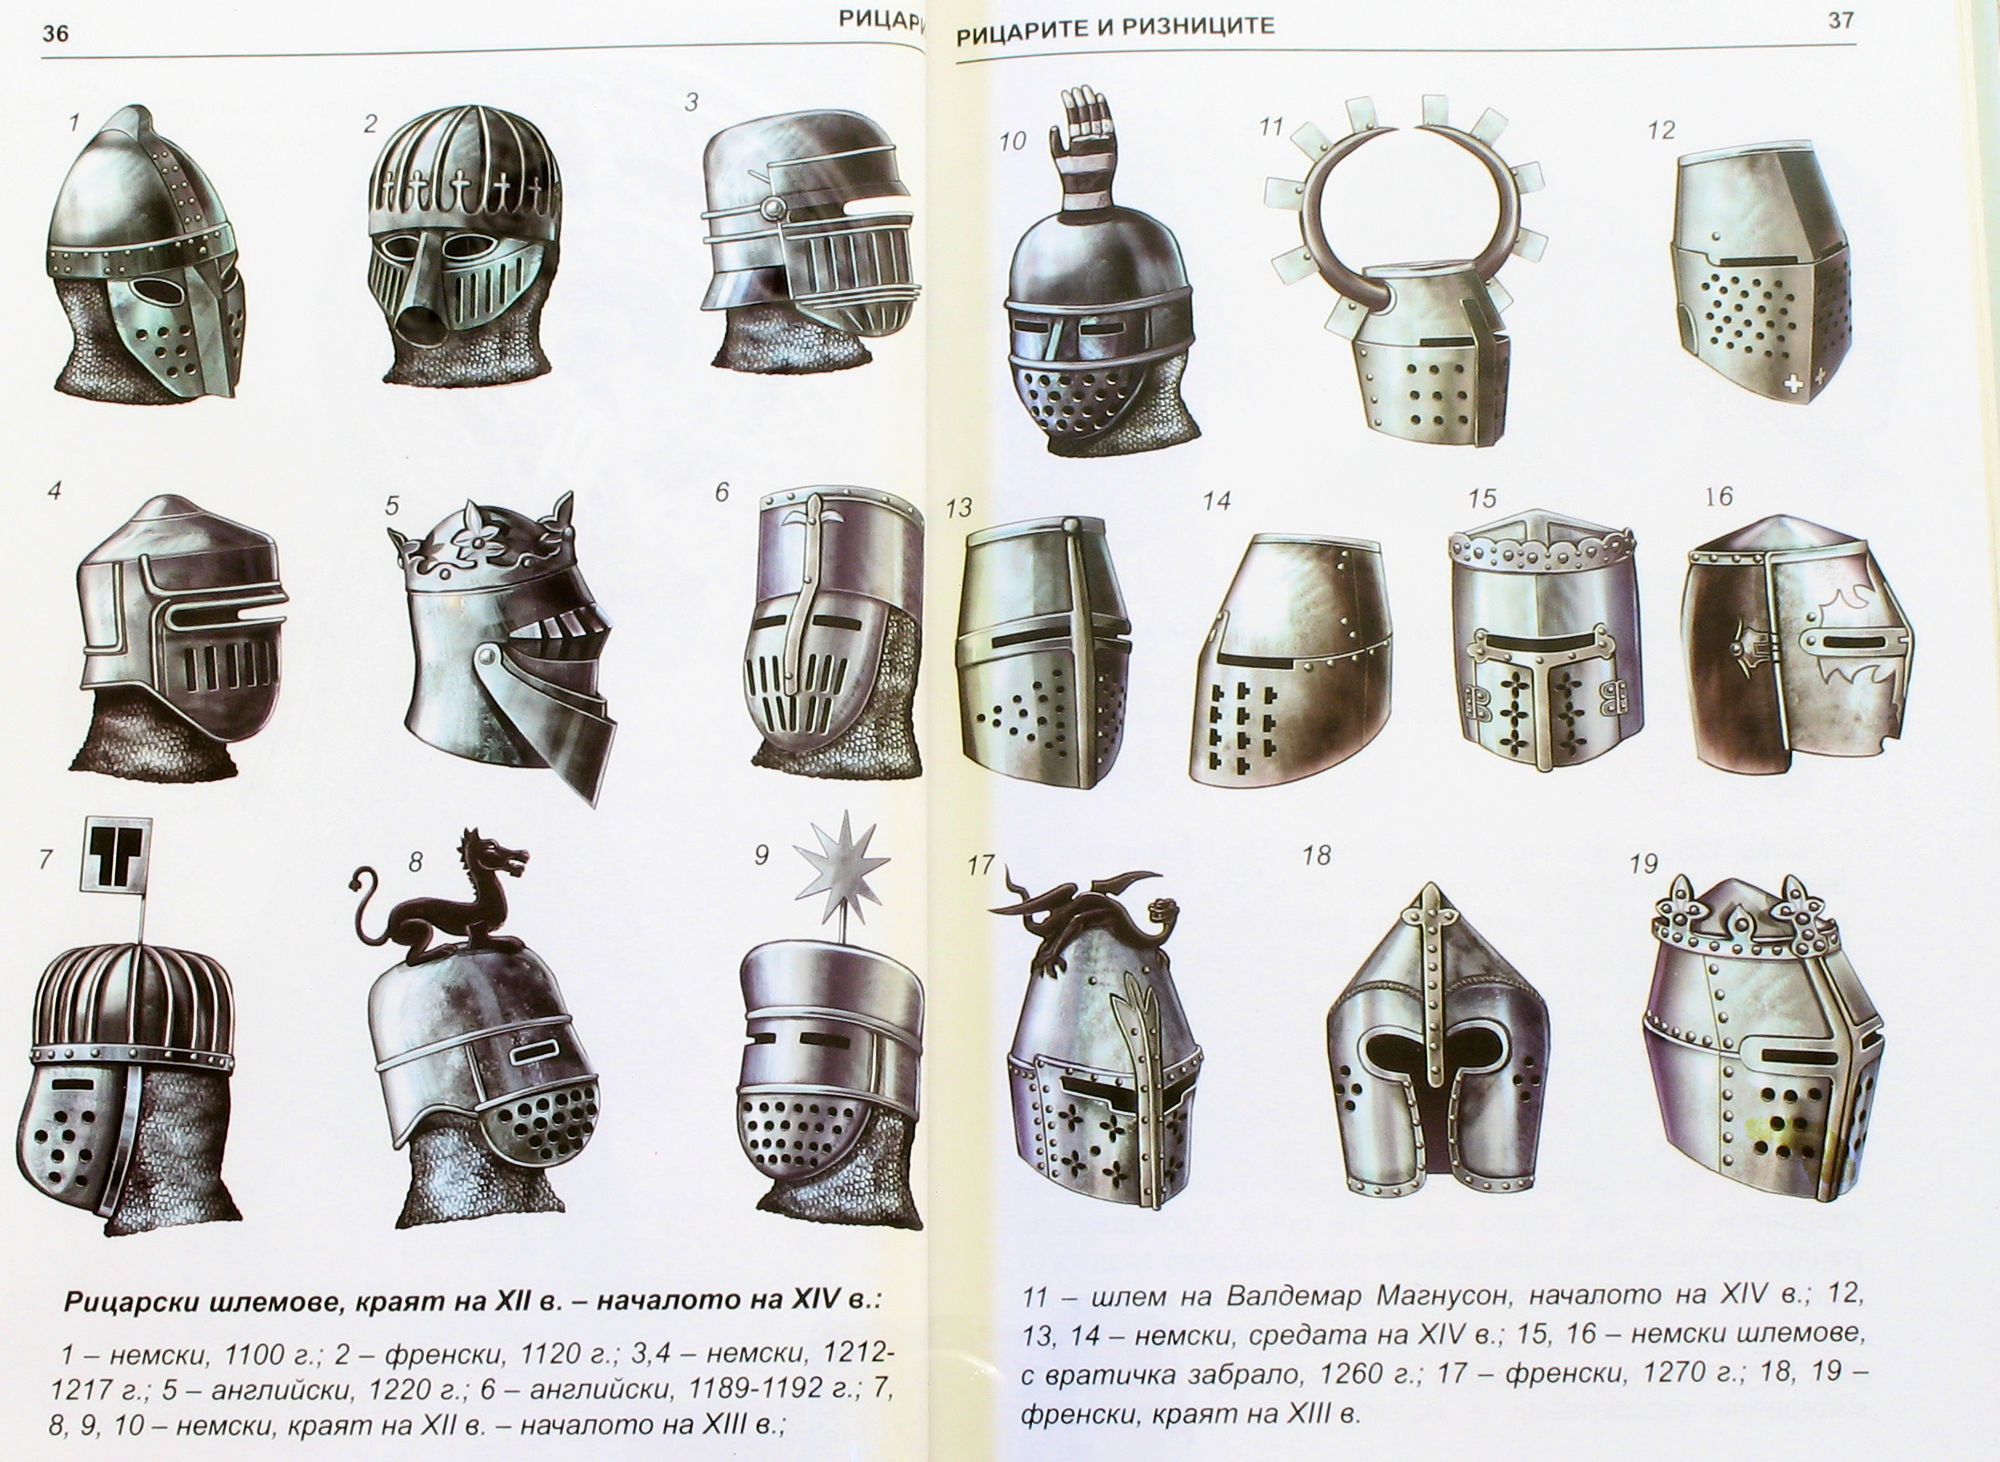 36
РИЦАРИ
1
2
3
4
5
6
7
8
9
Рицарски шлемове, краят на XII в. – началото на XIV в.:
1 – немски, 1100 г.; 2 – френски, 1120 г.; 3,4 – немски, 1212-
1217 г.; 5 – английски, 1220 г.; 6 – английски, 1189-1192 г.; 7,
8, 9, 10 – немски, краят на XII в. – началото на XIII в.;
РИЦАРИТЕ И РИЗНИЦИТЕ
37
10
11
12
13
14
15
16
17
18
19
11 – шлем на Валдемар Магнусон, началото на XIV в.; 12,
13, 14 – немски, средата на XIV в.; 15, 16 – немски шлемове,
с вратичка забрало, 1260 г.; 17 – френски, 1270 г.; 18, 19 –
френски, краят на XIII в.